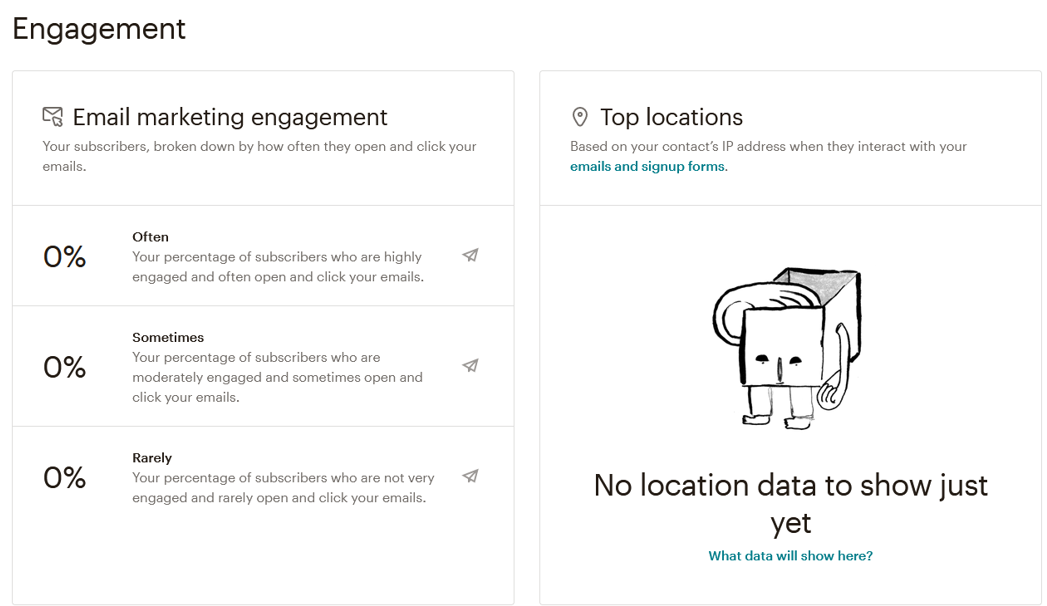 Engagement
Email marketing engagement
Your subscribers, broken down by how often they open and click your
emails.
0%
Often
Your percentage of subscribers who are highly
engaged and often open and click your emails.
0%
Sometimes
Your percentage of subscribers who are
moderately engaged and sometimes open and
click your emails.
0%
Rarely
Your percentage of subscribers who are not very
engaged and rarely open and click your emails.
Top locations
Based on your contact’s IP address when they interact with your
emails and signup forms.
No location data to show just
yet
What data will show here?